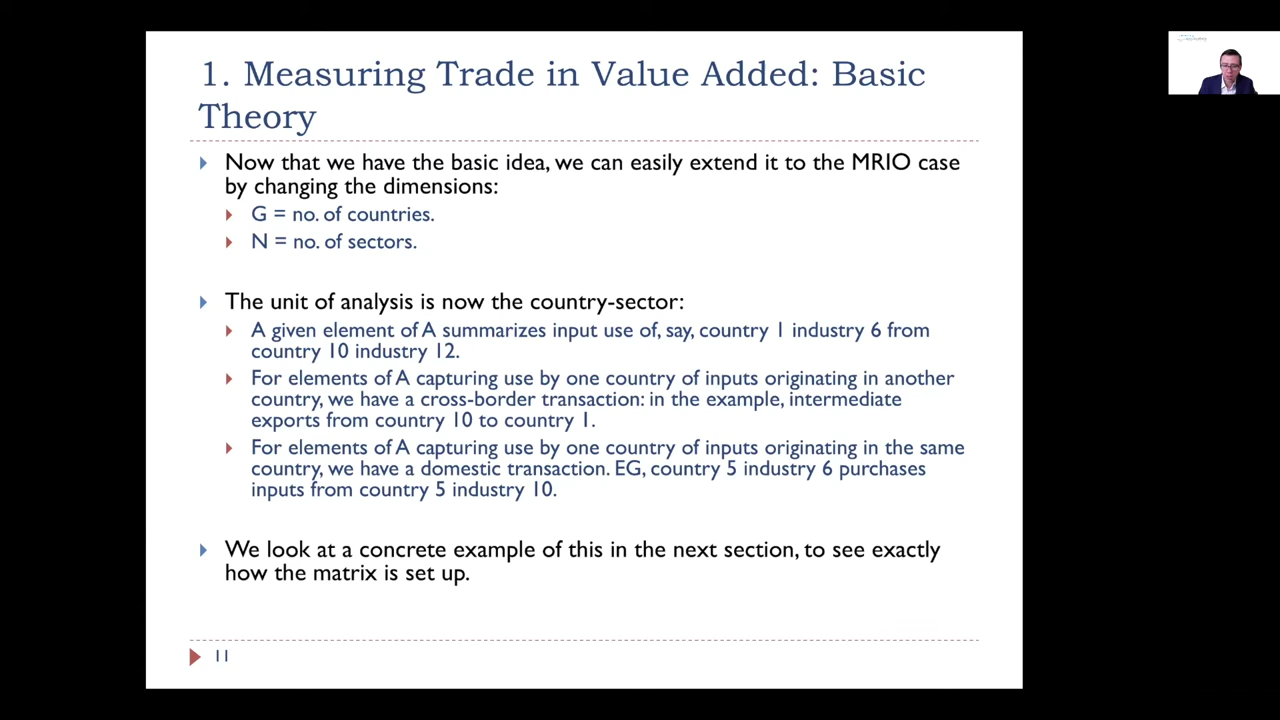 1. Measuring Trade in Value Added: Basic
Theory
Now that we have the basic idea, we can easily extend it to the MRIO case
by changing the dimensions:
G = no. of countries.
N = no. of sectors.
The unit of analysis is now the country-sector:
A given element of A summarizes input use of, say, country 1 industry 6 from
country 10 industry 12.
For elements of A capturing use by one country of inputs originating in another
country, we have a cross-border transaction: in the example, intermediate
exports from country 10 to country 1.
For elements of A capturing use by one country of inputs originating in the same
country, we have a domestic transaction. EG, country 5 industry 6 purchases
inputs from country 5 industry 10.
We look at a concrete example of this in the next section, to see exactly
how the matrix is set up.
11